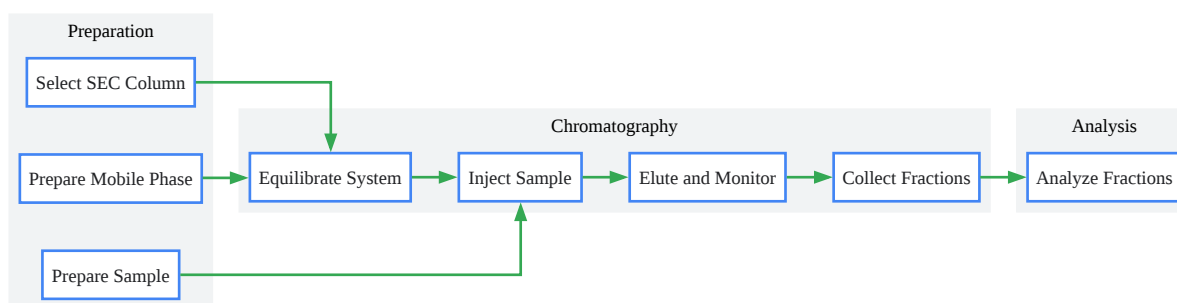 Preparation
Select SEC Column
Prepare Mobile Phase
Prepare Sample
Chromatography
Equilibrate System
Inject Sample
Elute and Monitor
Collect Fractions
Analysis
Analyze Fractions